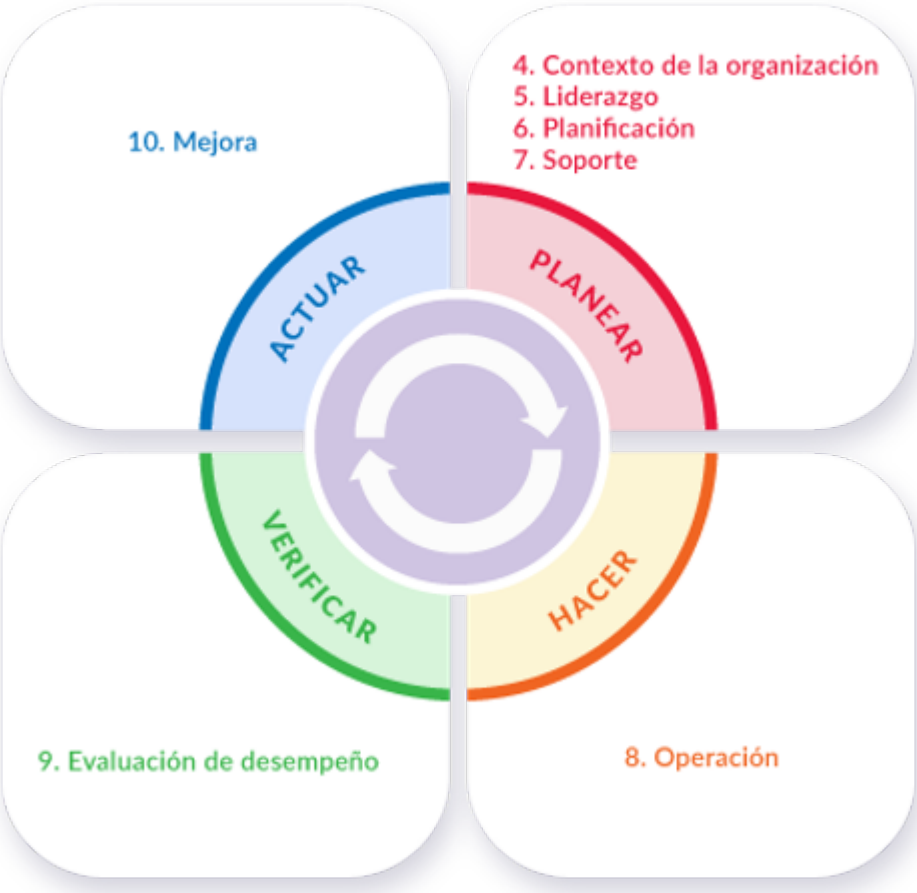 4. Contexto de la organización
5. Liderazgo
6. Planificación
7. Soporte
10. Mejora
ACTUAR
PLANEAR
VERIFICAR
HACER
9. Evaluación de desempeño
8. Operación